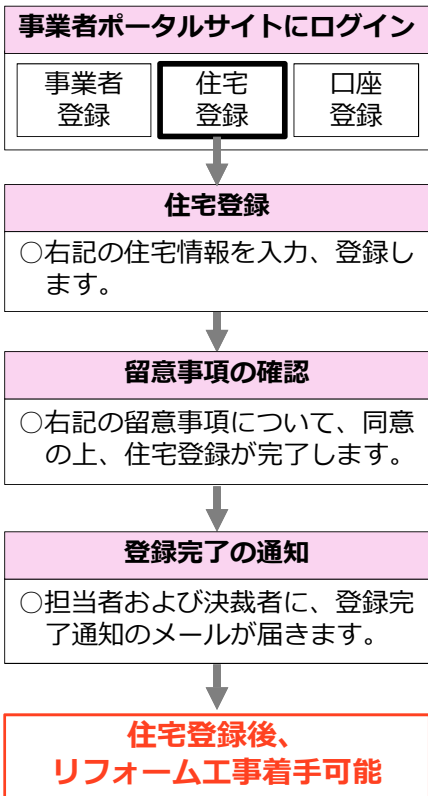 事業者ポータルサイトにログイン
事業者
登録
住宅
登録
口座
登録
住宅登録
○右記の住宅情報を入力、登録し
ます。
留意事項の確認
○右記の留意事項について、同意
の上、住宅登録が完了します。
登録完了の通知
○担当者および決裁者に、登録完
了通知のメールが届きます。
住宅登録後、
リフォーム工事着手可能